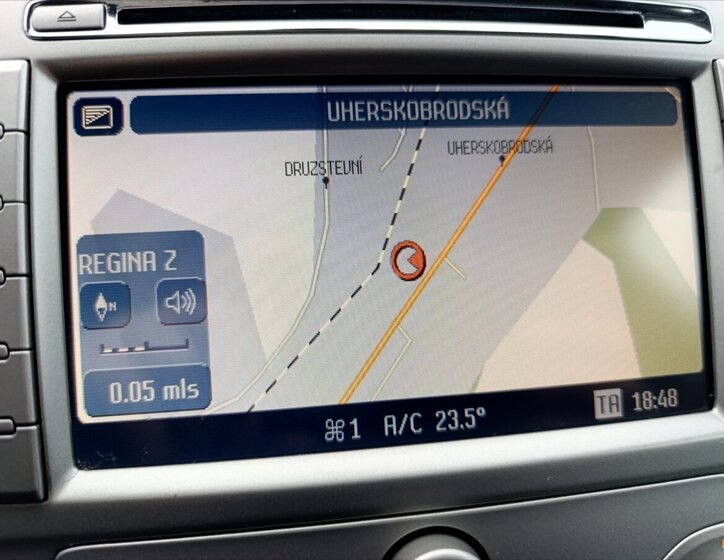 UHERSKOBRODSKÁ
UHERSKOBRODSKÁ
DRUZSTEVNÍ
REGINA Z
N
0.05 mls
⌘1 A/C 23.5° TA 18:48